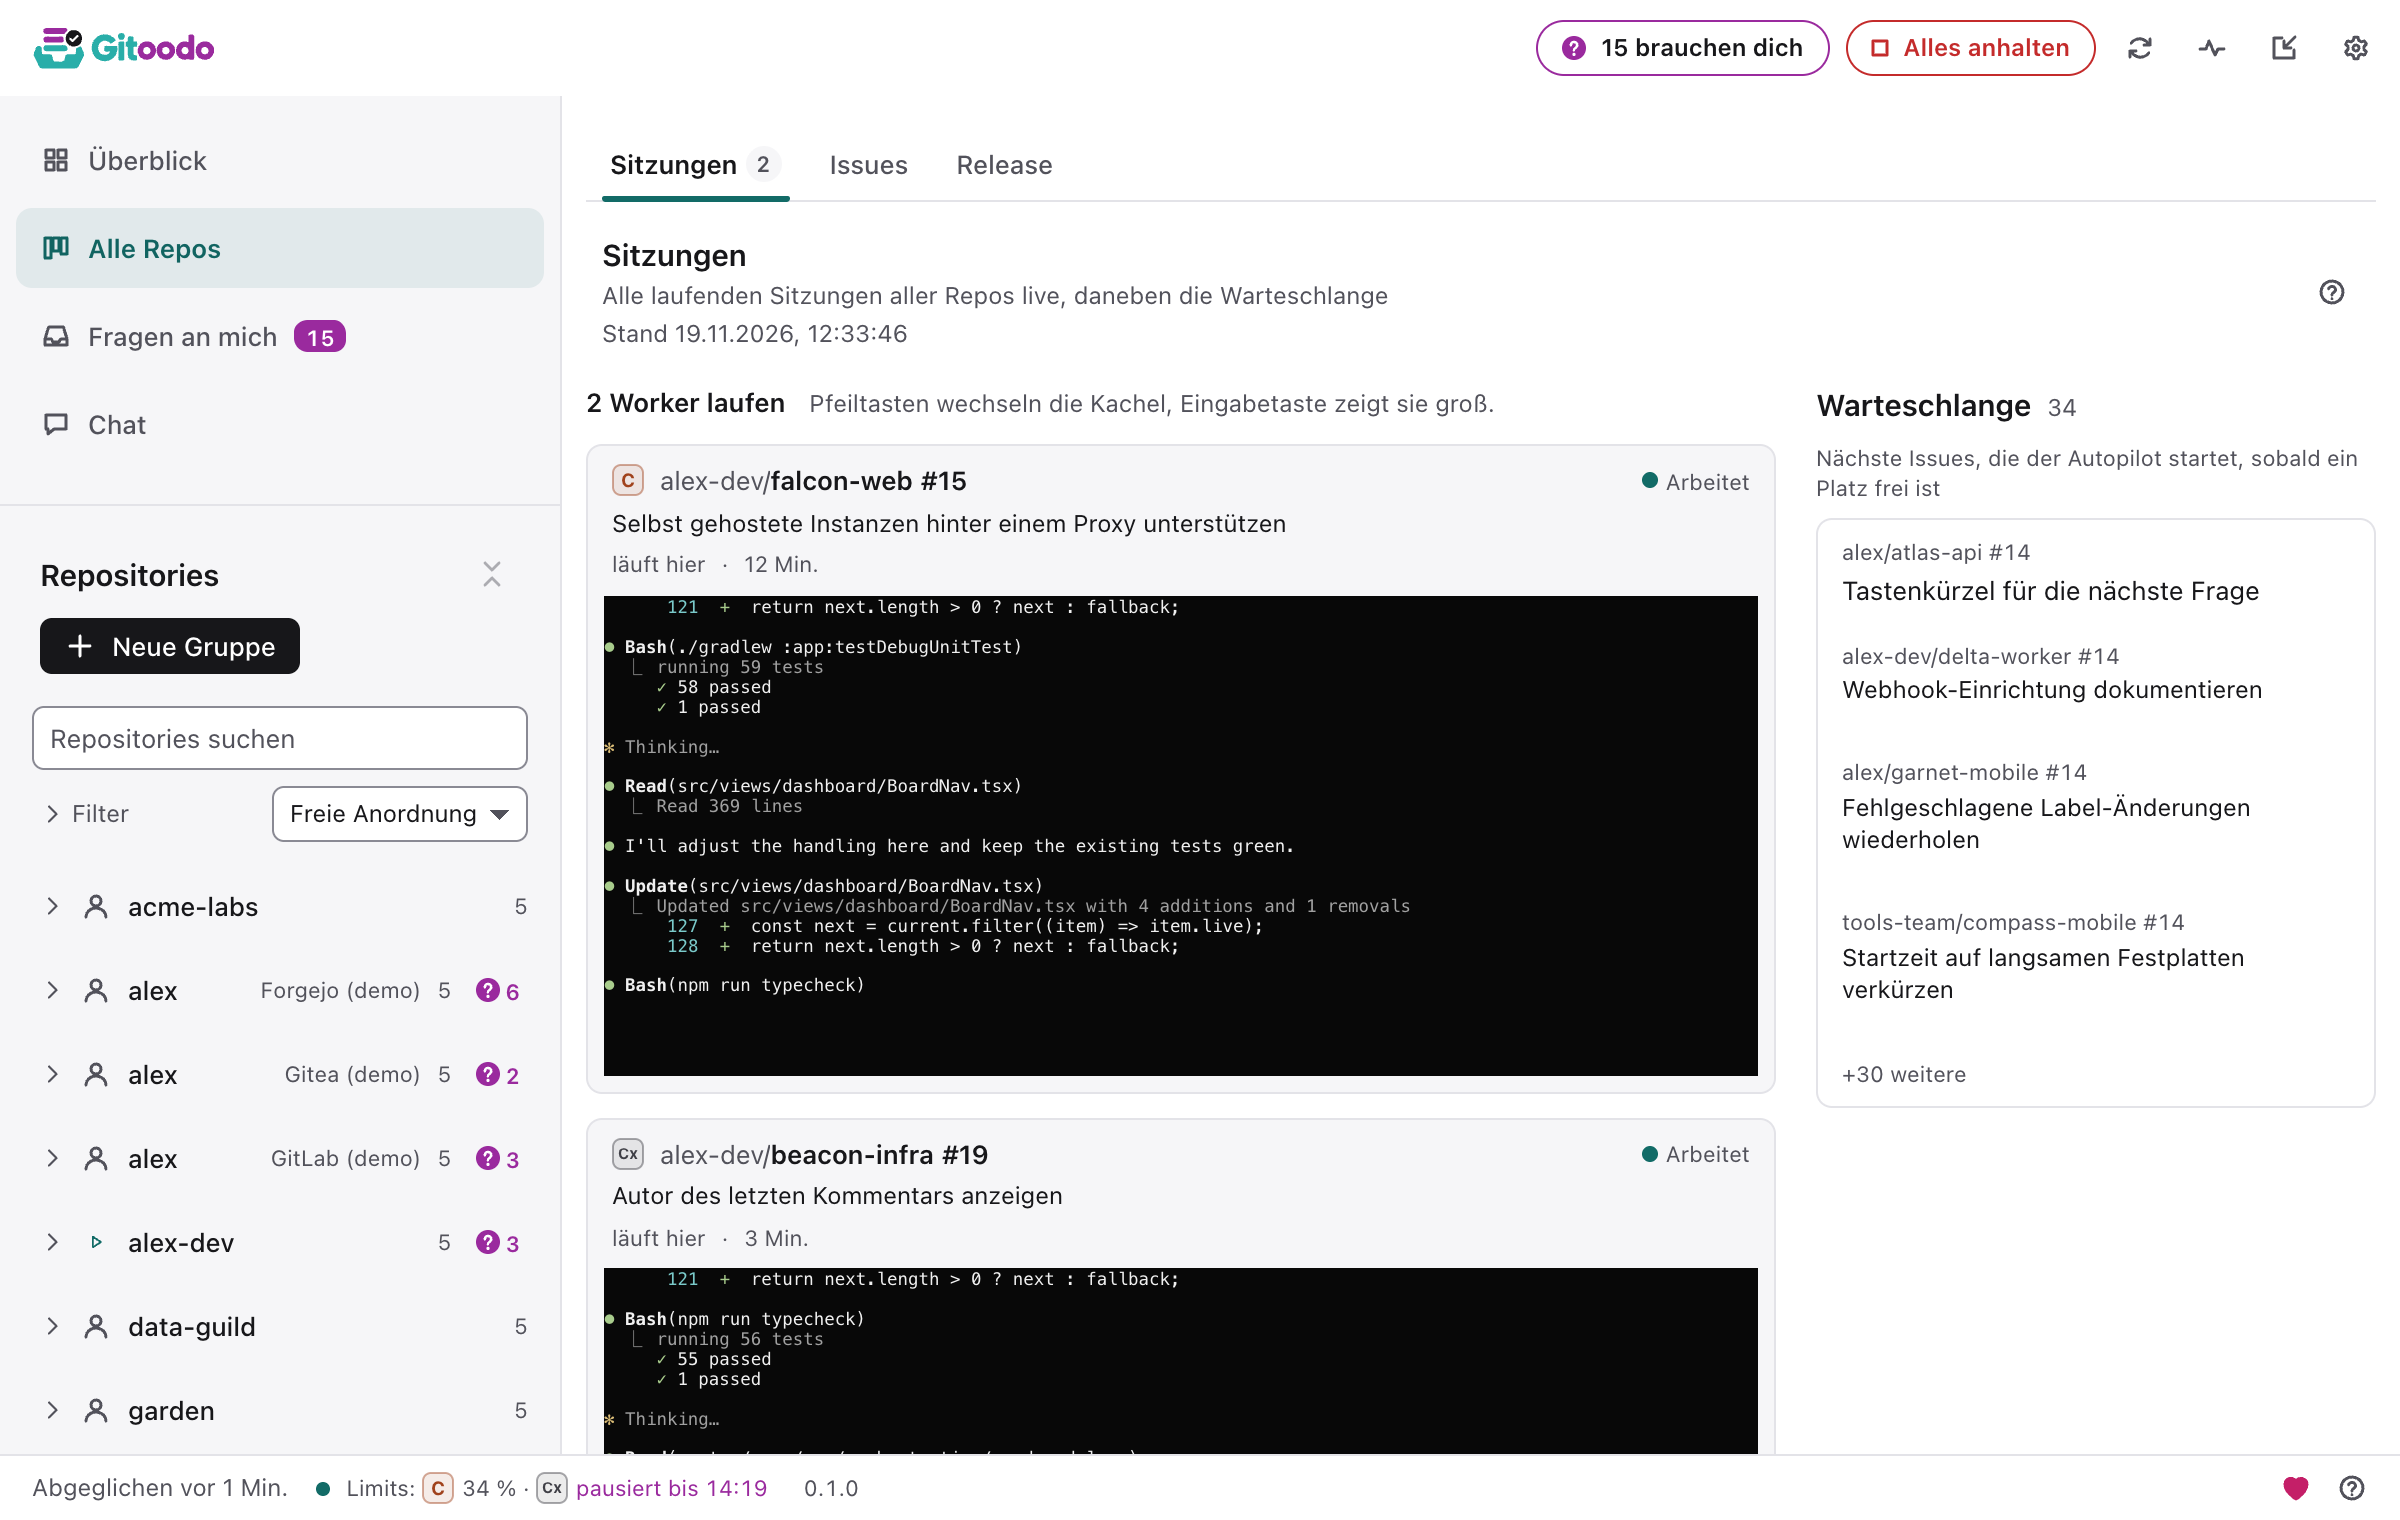 Gitoodo
15 brauchen dich
Alles anhalten
Überblick
Alle Repos
Fragen an mich 15
Chat
Repositories
Neue Gruppe
Repositories suchen
Filter
Freie Anordnung
acme-labs 5
alex Forgejo (demo) 5 ? 6
alex Gitea (demo) 5 ? 2
alex GitLab (demo) 5 ? 3
alex-dev 5 ? 3
data-guild 5
garden 5
Sitzungen 2 Issues Release
Sitzungen
Alle laufenden Sitzungen aller Repos live, daneben die Warteschlange
Stand 19.11.2026, 12:33:46
2 Worker laufen Pfeiltasten wechseln die Kachel, Eingabetaste zeigt sie groß.
C alex-dev/falcon-web #15 Arbeitet
Selbst gehostete Instanzen hinter einem Proxy unterstützen
läuft hier · 12 Min.
121 + return next.length > 0 ? next : fallback;
Bash(./gradlew :app:testDebugUnitTest)
running 59 tests
✓ 58 passed
✓ 1 passed
✻ Thinking…
Read(src/views/dashboard/BoardNav.tsx)
Read 369 lines
I'll adjust the handling here and keep the existing tests green.
Update(src/views/dashboard/BoardNav.tsx)
Updated src/views/dashboard/BoardNav.tsx with 4 additions and 1 removals
127 + const next = current.filter((item) => item.live);
128 + return next.length > 0 ? next : fallback;
Bash(npm run typecheck)
Cx alex-dev/beacon-infra #19 Arbeitet
Autor des letzten Kommentars anzeigen
läuft hier · 3 Min.
121 + return next.length > 0 ? next : fallback;
Bash(npm run typecheck)
running 56 tests
✓ 55 passed
✓ 1 passed
✻ Thinking…
Warteschlange 34
Nächste Issues, die der Autopilot startet, sobald ein
Platz frei ist
alex/atlas-api #14
Tastenkürzel für die nächste Frage
alex-dev/delta-worker #14
Webhook-Einrichtung dokumentieren
alex/garnet-mobile #14
Fehlgeschlagene Label-Änderungen
wiederholen
tools-team/compass-mobile #14
Startzeit auf langsamen Festplatten
verkürzen
+30 weitere
Abgeglichen vor 1 Min. Limits: C 34 % · Cx pausiert bis 14:19 0.1.0